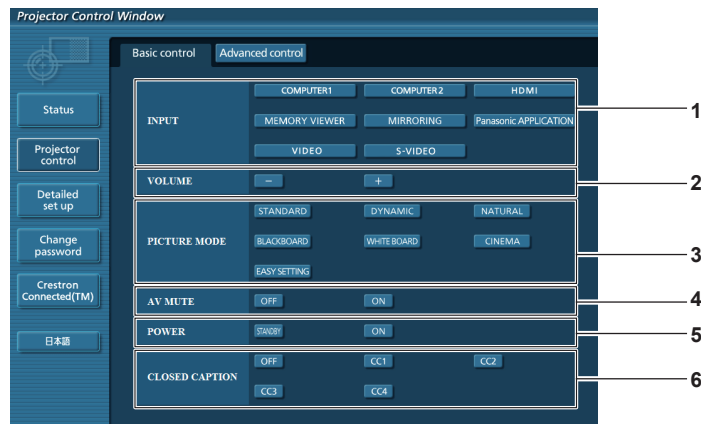 Projector Control Window
Basic control Advanced control
Status
Projector
control
Detailed
set up
Change
password
Crestron
Connected(TM)
日本語
INPUT
COMPUTER1 COMPUTER2 HDMI
MEMORY VIEWER MIRRORING Panasonic APPLICATION
VIDEO S-VIDEO
1
VOLUME - +
2
PICTURE MODE
STANDARD DYNAMIC NATURAL
BLACKBOARD WHITE BOARD CINEMA
EASY SETTING
3
AV MUTE OFF ON
4
POWER STANDBY ON
5
CLOSED CAPTION
OFF CC1 CC2
CC3 CC4
6